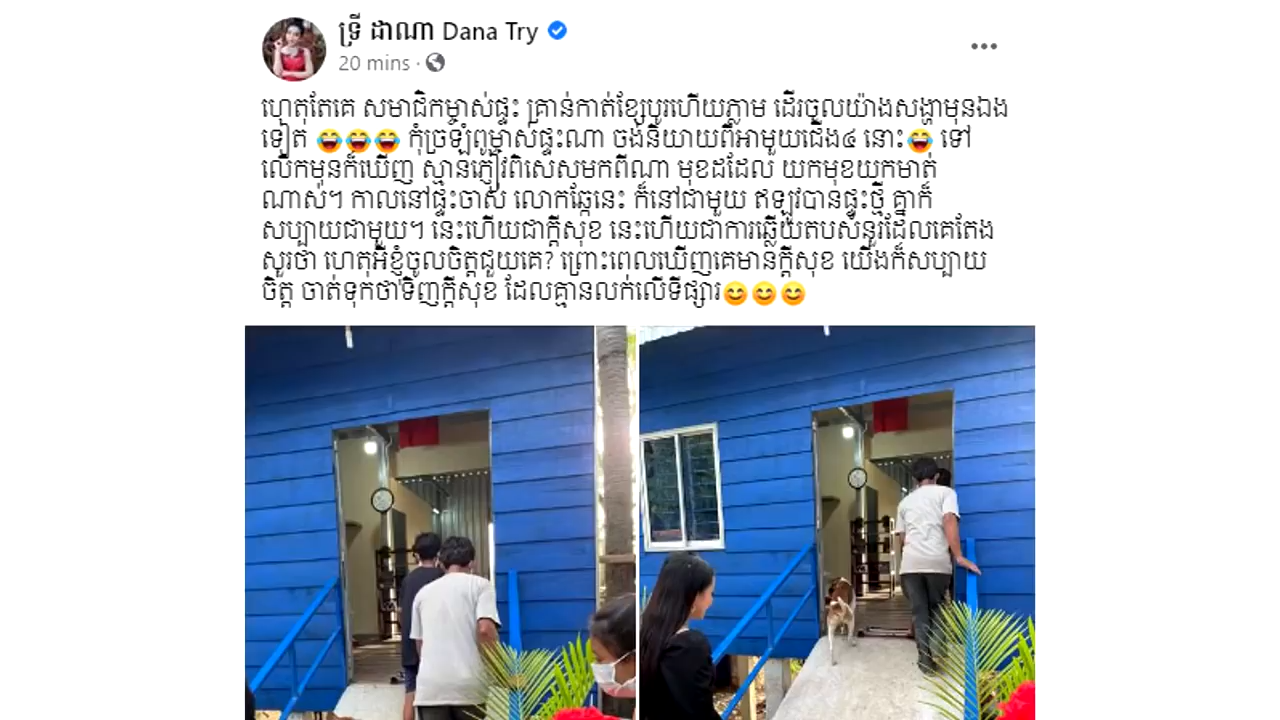 ទ្រី ដាណា Dana Try
20 mins ·
ហេតុតែគេ សមាជិកម្ចាស់ផ្ទះ គ្រាន់កាត់ខ្សែបូរហើយភ្លាម ដើរចូលយ៉ាងសង្ហាមុនឯង
ទៀត 😂😂😂 កុំច្រឡំពូម្ចាស់ផ្ទះណា ចង់និយាយពីអាមួយជើង៤ នោះ😂 ទៅ
លើកមុនក៏ឃើញ ស្មានភ្ញៀវពិសេសមកពីណា មុខដដែល យកមុខយកមាត់
ណាស់។ កាលនៅផ្ទះចាស់ លោកឆ្កែនេះ ក៏នៅជាមួយ ឥឡូវបានផ្ទះថ្មី គ្នាក៏
សប្បាយជាមួយ។ នេះហើយជាក្ដីសុខ នេះហើយជាការឆ្លើយតបសំនួរដែលគេតែង
សួរថា ហេតុអីខ្ញុំចូលចិត្តជួយគេ? ព្រោះពេលឃើញគេមានក្ដីសុខ យើងក៏សប្បាយ
ចិត្ត ចាត់ទុកថាទិញក្ដីសុខ ដែលគ្មានលក់លើទីផ្សារ😊😊😊